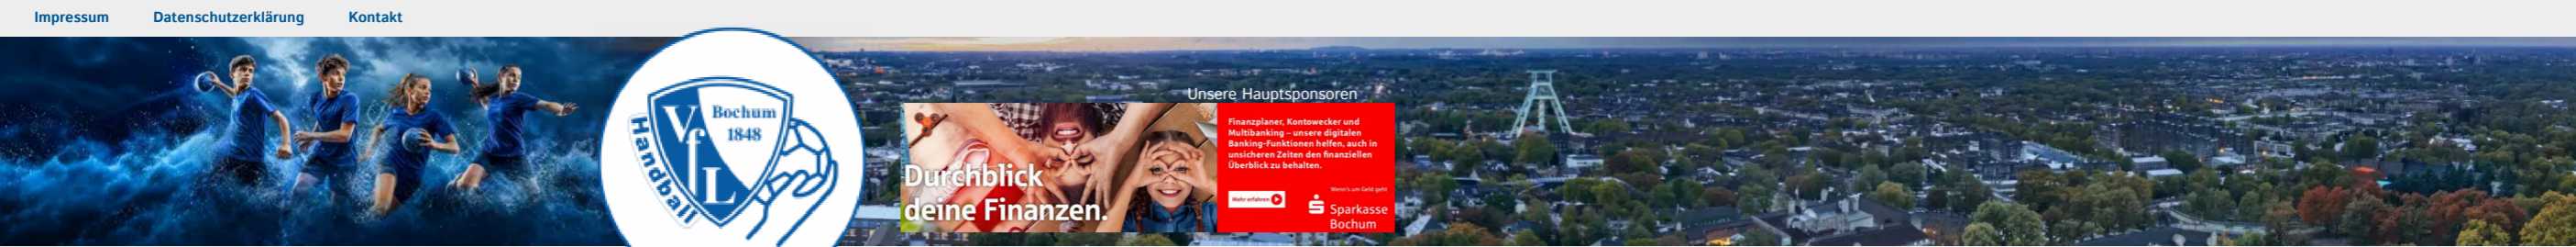 Impressum Datenschutzerklärung Kontakt
Bochum
1848
VfL
Handball
Unsere Hauptsponsoren
Durchblick
deine Finanzen.
Finanzplaner, Kontowecker und
Multibanking – unsere digitalen
Banking-Funktionen helfen, auch in
unsicheren Zeiten den finanziellen
Überblick zu behalten.
Wenn's um Geld geht
Mehr erfahren
Sparkasse
Bochum